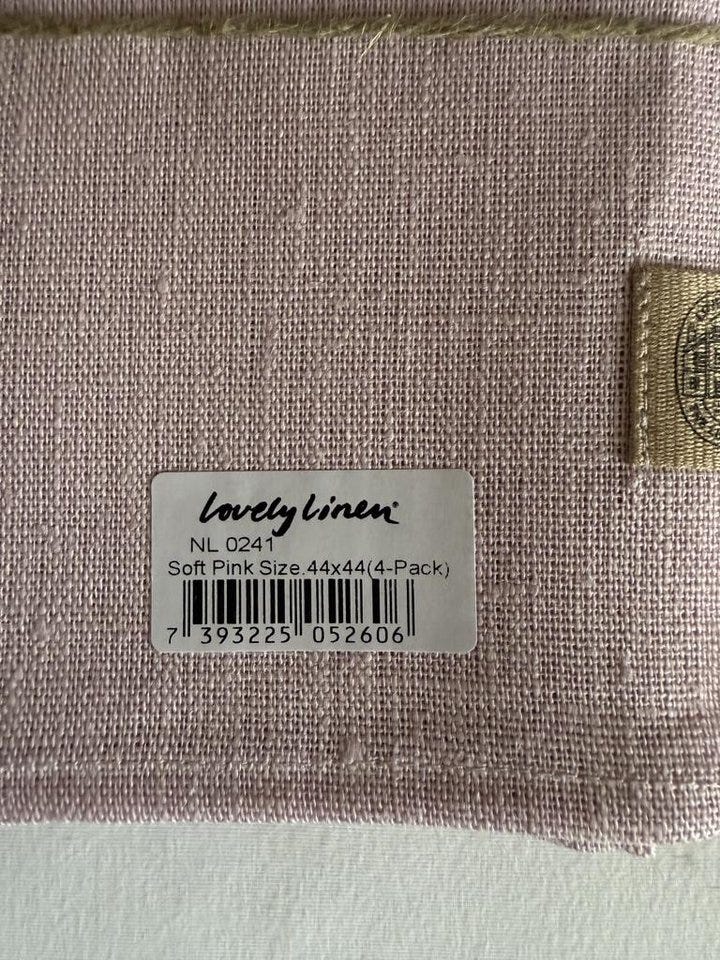 Lovely Linen®
NL 0241
Soft Pink Size.44x44(4-Pack)
7 393225 052606